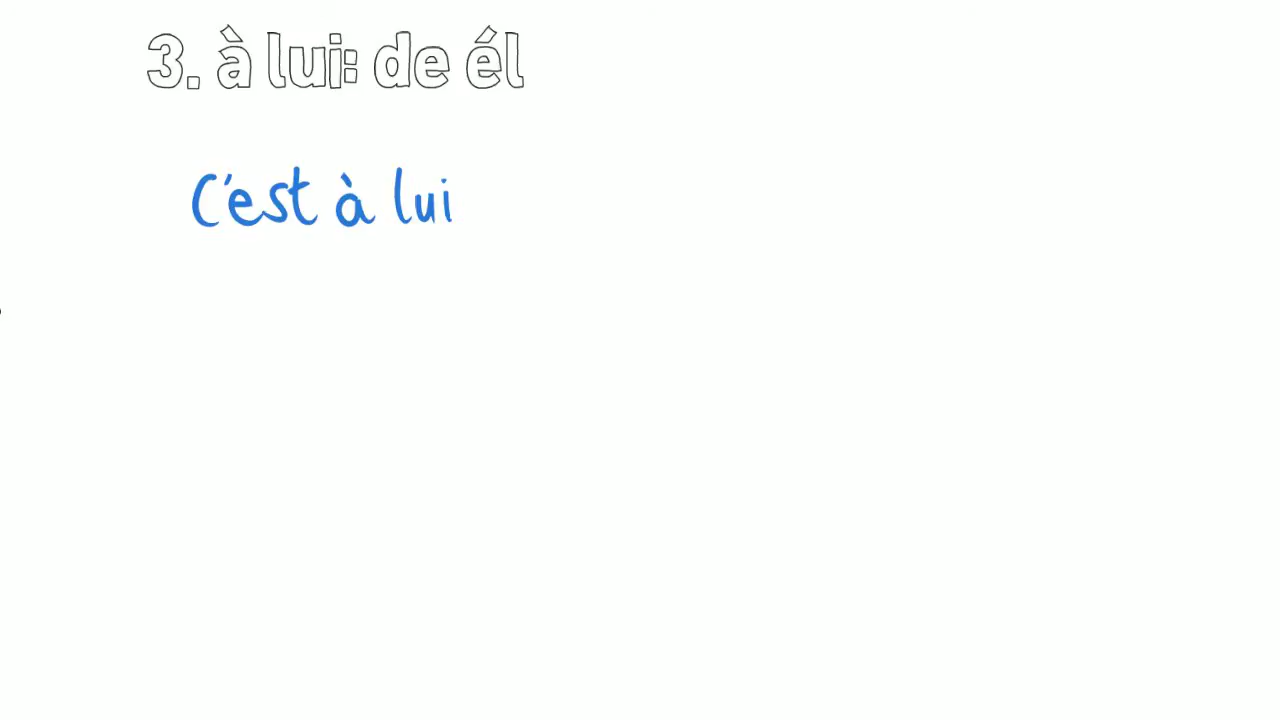 3. à lui: de él
C'est à lui